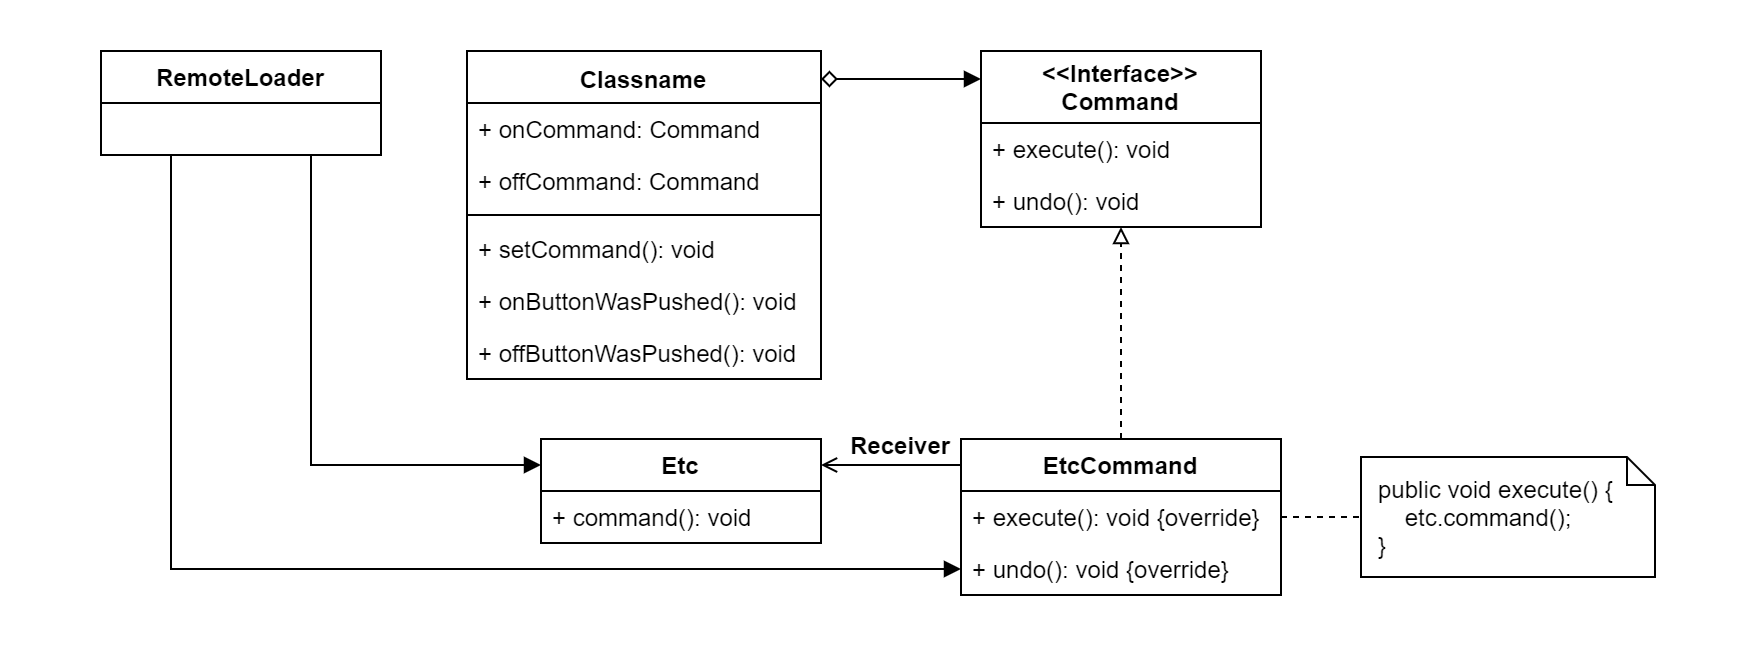 RemoteLoader
Classname
+ onCommand: Command
+ offCommand: Command
+ setCommand(): void
+ onButtonWasPushed(): void
+ offButtonWasPushed(): void
<<Interface>>
Command
+ execute(): void
+ undo(): void
Etc
+ command(): void
Receiver
EtcCommand
+ execute(): void {override}
+ undo(): void {override}
public void execute() {
etc.command();
}